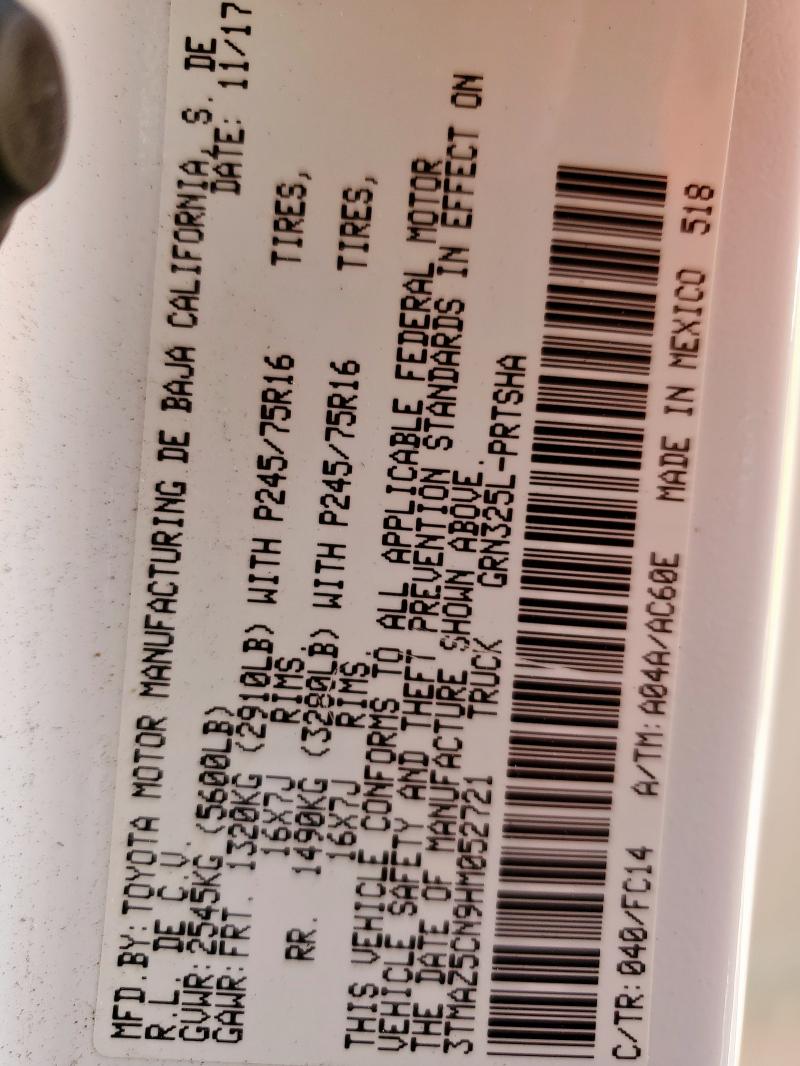 MFD.BY:TOYOTA MOTOR MANUFACTURING DE BAJA CALIFORNIA, S. DE
R.L. DE C.V. DATE: 11/17
GVWR:2545KG (5600LB)
GAWR:FRT. 1320KG (2910LB) WITH P245/75R16 TIRES,
16X7J RIMS.
RR. 1490KG (3280LB) WITH P245/75R16 TIRES,
16X7J RIMS.
THIS VEHICLE CONFORMS TO ALL APPLICABLE FEDERAL MOTOR
VEHICLE SAFETY AND THEFT PREVENTION STANDARDS IN EFFECT ON
THE DATE OF MANUFACTURE SHOWN ABOVE.
3TMAZ5CN9HM052721 TRUCK GRN325L-PRTSHA
C/TR:040/FC14 A/TM:A04A/AC60E MADE IN MEXICO 518